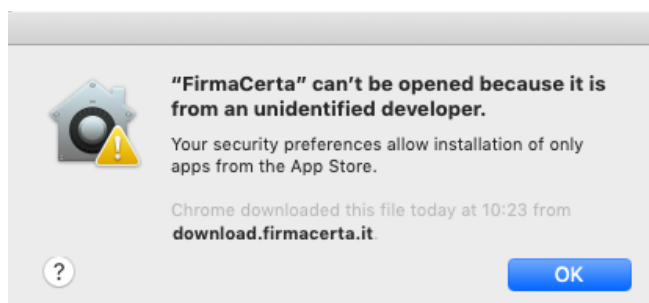 “FirmaCerta” can’t be opened because it is
from an unidentified developer.
Your security preferences allow installation of only
apps from the App Store.
Chrome downloaded this file today at 10:23 from
download.firmacerta.it.
?
OK